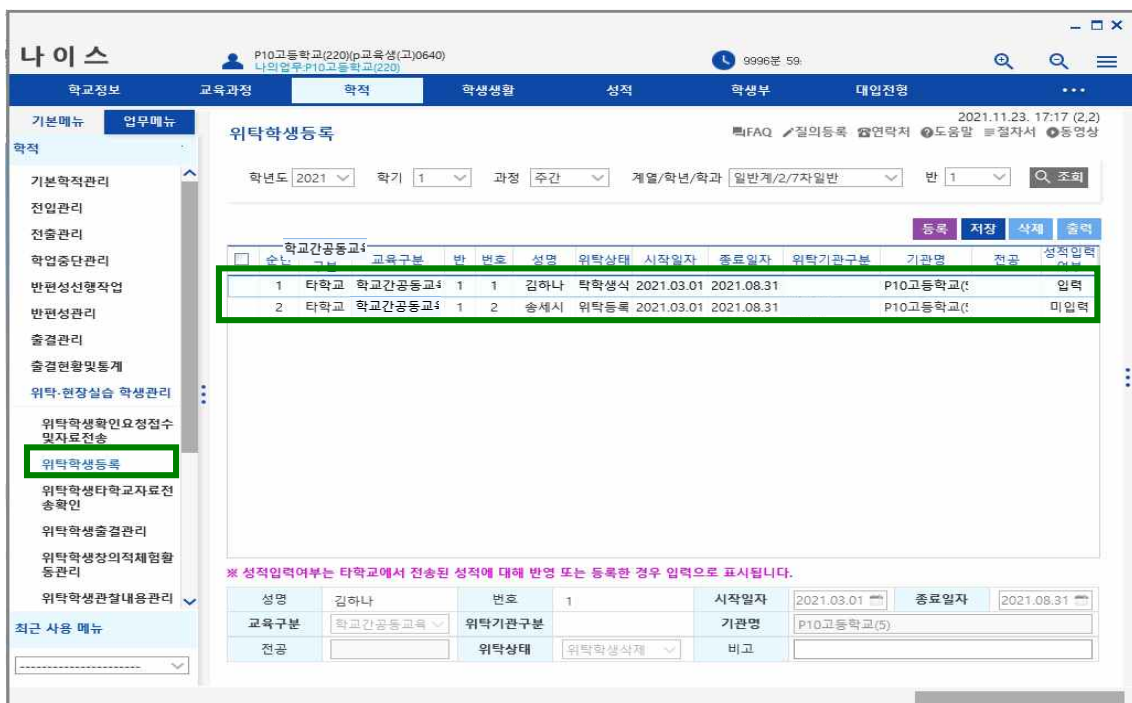 나이스
P10고등학교(220)(p교육생(고)0640)
나의업무:P10고등학교(220)
9996분 59
학교정보 교육과정 학적 학생생활 성적 학생부 대입전형
기본메뉴 업무메뉴
2021.11.23. 17:17 (2,2)
위탁학생등록
FAQ 질의등록 연락처 도움말 절차서 동영상
학적
학년도 2021 학기 1 과정 주간 계열/학년/학과 일반계/2/7차일반 반 1 조회
기본학적관리
전입관리
전출관리
학업중단관리
반편성선행작업
반편성관리
출결관리
출결현황및통계
위탁·현장실습 학생관리
위탁학생확인요청접수
및자료전송
위탁학생등록
위탁학생타학교자료전
송확인
위탁학생출결관리
위탁학생창의적체험활
동관리
위탁학생관찰내용관리
최근 사용 메뉴
----------------------
등록 저장 삭제 출력
학교간공동교육
구분 교육구분 반 번호 성명 위탁상태 시작일자 종료일자 위탁기관구분 기관명 전공 성적입력
여부
1 타학교 학교간공동교육 1 1 김하나 탁학생삭 2021.03.01 2021.08.31 P10고등학교(5 입력
2 타학교 학교간공동교육 1 2 송세시 위탁등록 2021.03.01 2021.08.31 P10고등학교(5 미입력
※ 성적입력여부는 타학교에서 전송된 성적에 대해 반영 또는 등록한 경우 입력으로 표시됩니다.
성명 김하나 번호 1 시작일자 2021.03.01 종료일자 2021.08.31
교육구분 학교간공동교육 위탁기관구분 기관명 P10고등학교(5)
전공 위탁상태 위탁학생삭제 비고